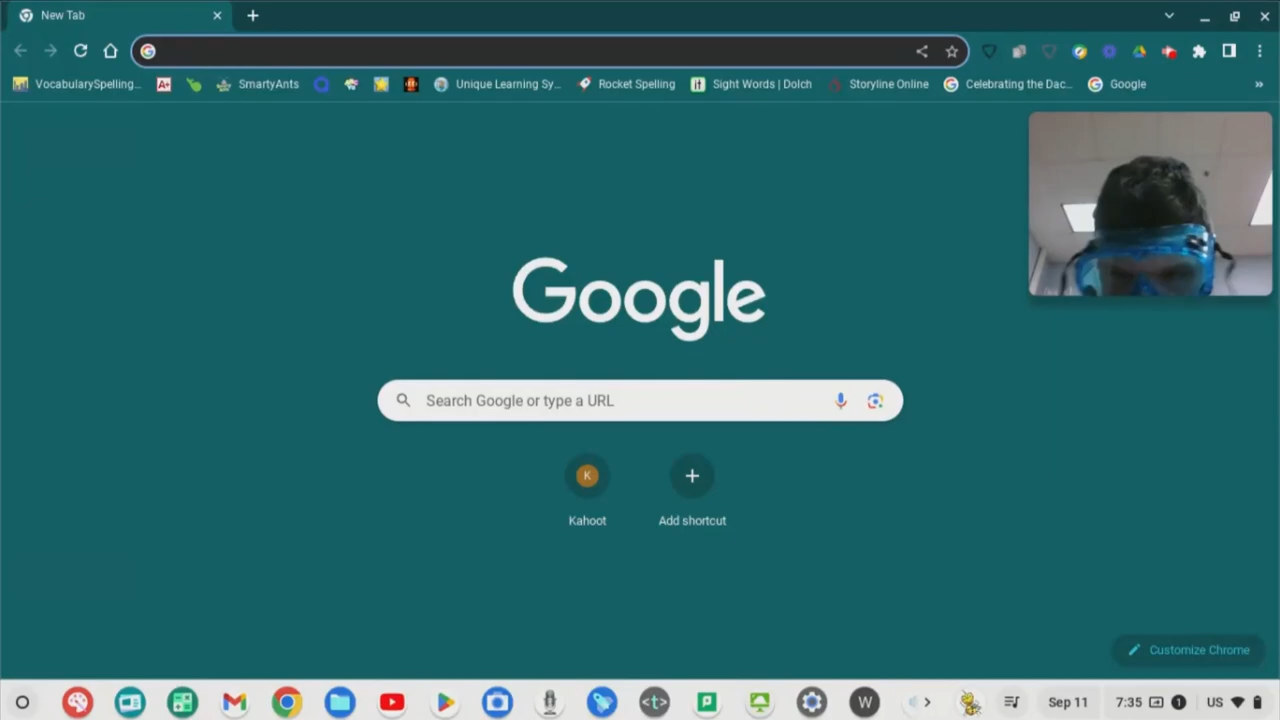 New Tab
VocabularySpelling...
A+
SmartyAnts
Unique Learning Sy...
Rocket Spelling
Sight Words | Dolch
Storyline Online
Celebrating the Dac...
Google
Google
Search Google or type a URL
K
Kahoot
Add shortcut
Customize Chrome
<t>
W
Sep 11
7:35
1
US